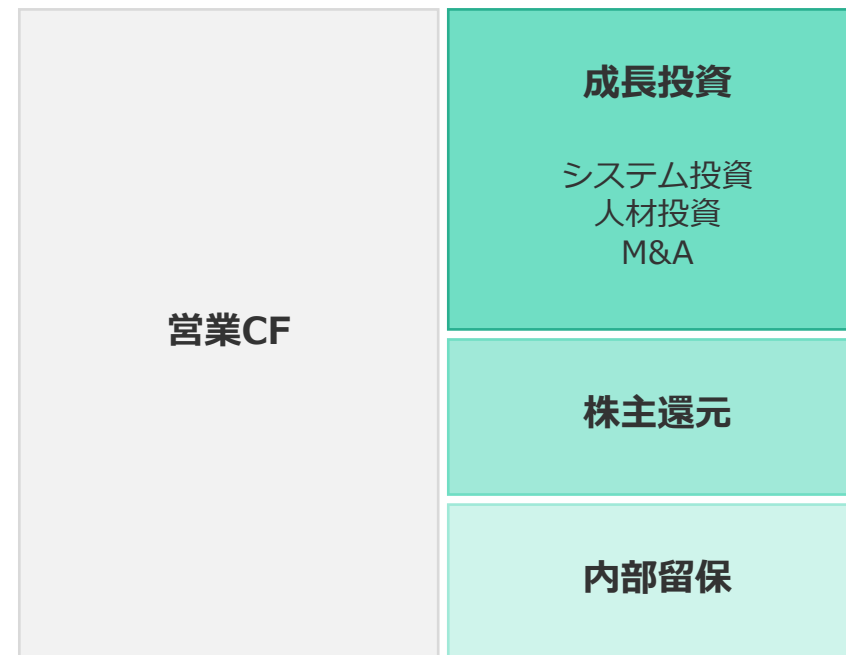 営業CF
成長投資
システム投資
人材投資
M&A
株主還元
内部留保